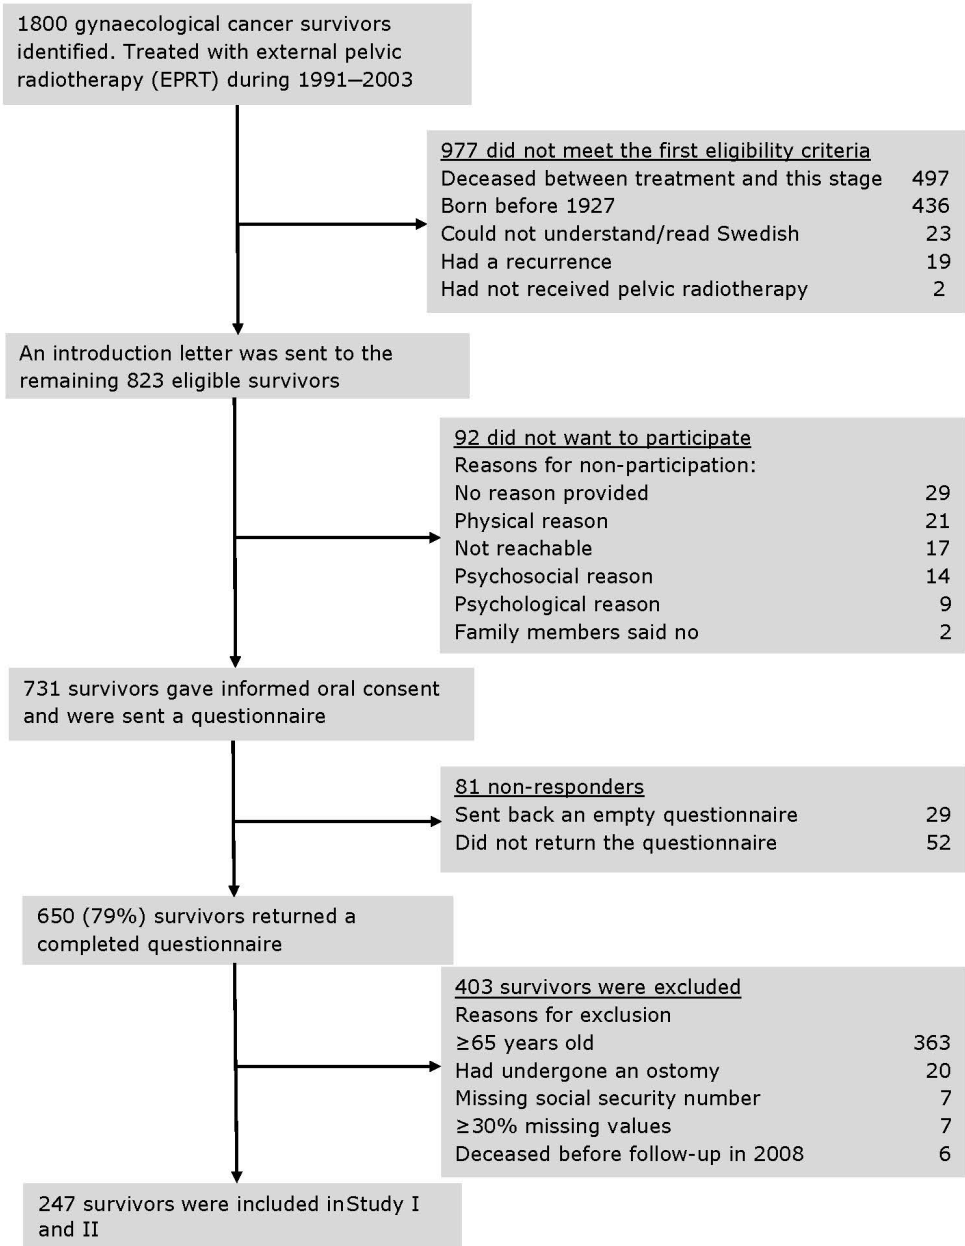 1800 gynaecological cancer survivors
identified. Treated with external pelvic
radiotherapy (EPRT) during 1991–2003
977 did not meet the first eligibility criteria
Deceased between treatment and this stage 497
Born before 1927 436
Could not understand/read Swedish 23
Had a recurrence 19
Had not received pelvic radiotherapy 2
An introduction letter was sent to the
remaining 823 eligible survivors
92 did not want to participate
Reasons for non-participation:
No reason provided 29
Physical reason 21
Not reachable 17
Psychosocial reason 14
Psychological reason 9
Family members said no 2
731 survivors gave informed oral consent
and were sent a questionnaire
81 non-responders
Sent back an empty questionnaire 29
Did not return the questionnaire 52
650 (79%) survivors returned a
completed questionnaire
403 survivors were excluded
Reasons for exclusion
≥65 years old 363
Had undergone an ostomy 20
Missing social security number 7
≥30% missing values 7
Deceased before follow-up in 2008 6
247 survivors were included inStudy I
and II